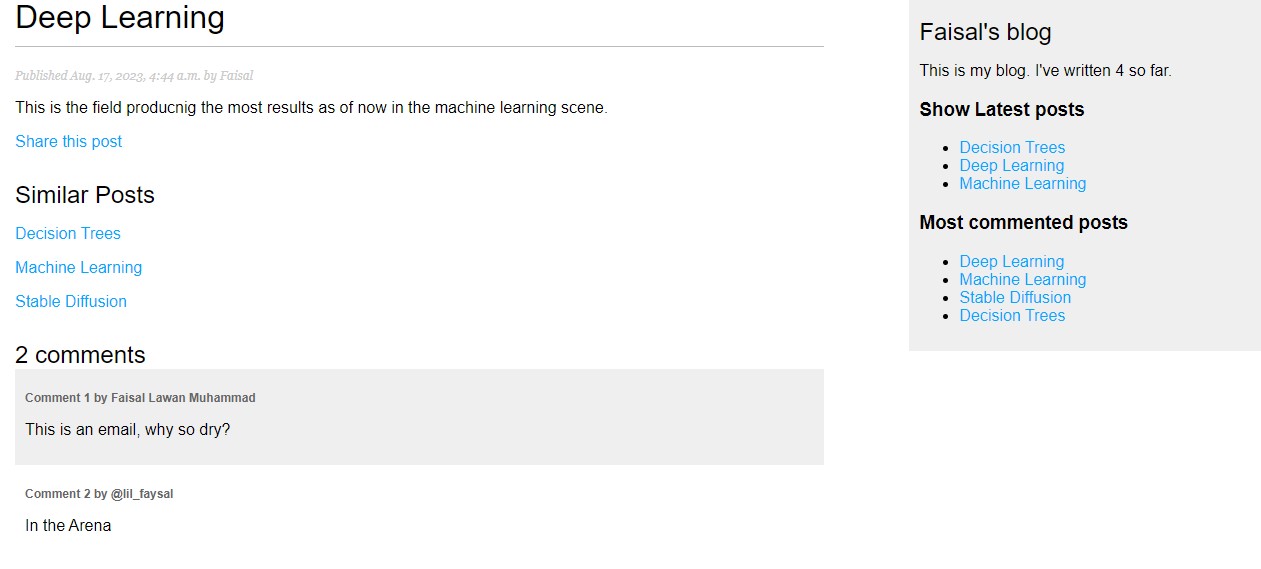 Deep Learning
Published Aug. 17, 2023, 4:44 a.m. by Faisal
This is the field producnig the most results as of now in the machine learning scene.
Share this post
Similar Posts
Decision Trees
Machine Learning
Stable Diffusion
2 comments
Comment 1 by Faisal Lawan Muhammad
This is an email, why so dry?
Comment 2 by @lil_faysal
In the Arena
Faisal's blog
This is my blog. I've written 4 so far.
Show Latest posts
Decision Trees
Deep Learning
Machine Learning
Most commented posts
Deep Learning
Machine Learning
Stable Diffusion
Decision Trees